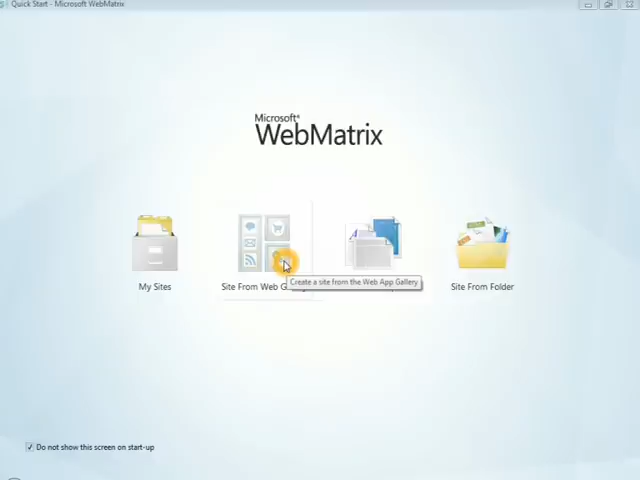 Quick Start - Microsoft WebMatrix
Microsoft®
WebMatrix
My Sites
Site From Web
Create a site from the Web App Gallery
Site From Folder
Do not show this screen on start-up